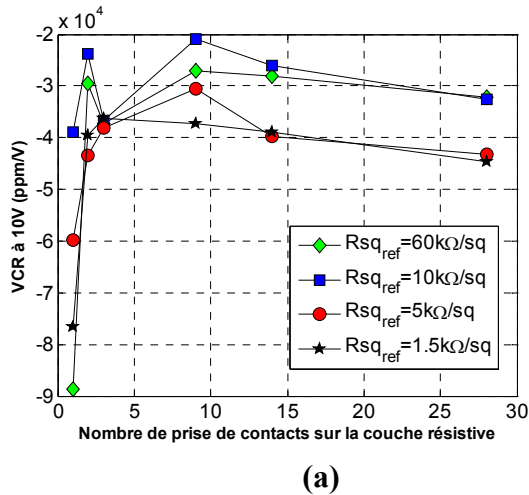 x 10⁴
-2
-3
-4
-5
-6
-7
-8
-9
VCR à 10V (ppm/V)
Rsq_ref=60kΩ/sq
Rsq_ref=10kΩ/sq
Rsq_ref=5kΩ/sq
Rsq_ref=1.5kΩ/sq
0 5 10 15 20 25 30
Nombre de prise de contacts sur la couche résistive
(a)